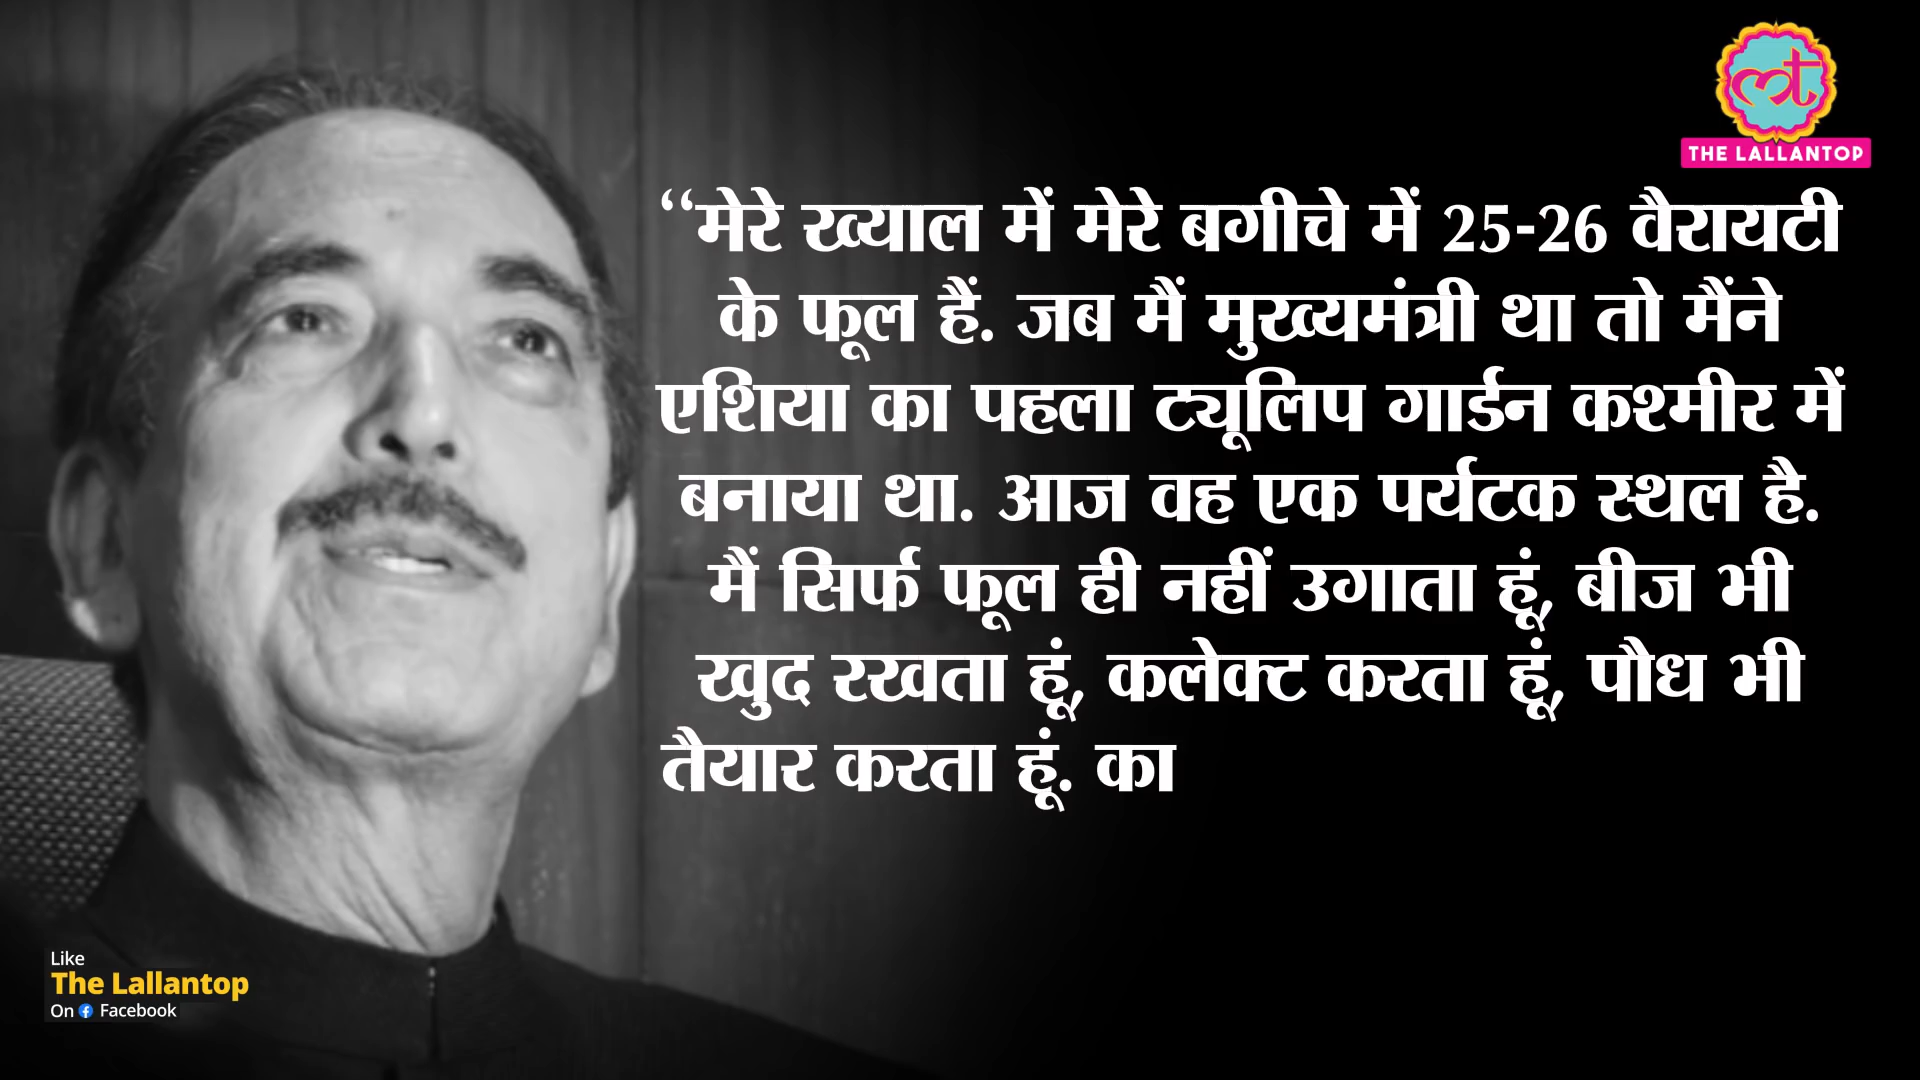 THE LALLANTOP
“मेरे ख्याल में मेरे बगीचे में 25-26 वैरायटी
के फूल हैं. जब मैं मुख्यमंत्री था तो मैंने
एशिया का पहला ट्यूलिप गार्डन कश्मीर में
बनाया था. आज वह एक पर्यटक स्थल है.
मैं सिर्फ फूल ही नहीं उगाता हूं, बीज भी
खुद रखता हूं, कलेक्ट करता हूं, पौध भी
तैयार करता हूं. का
Like
The Lallantop
On Facebook